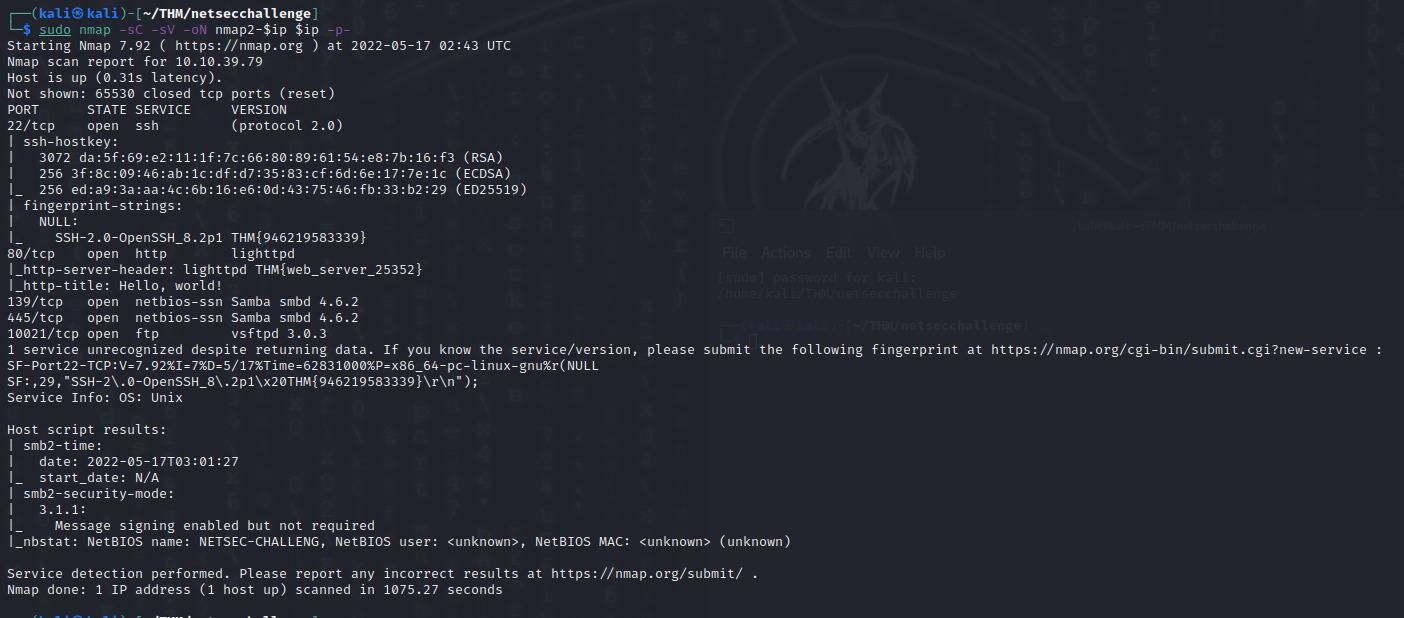 ┌──(kali㉿kali)-[~/THM/netsecchallenge]
└─$ sudo nmap -sC -sV -oN nmap2-$ip $ip -p-
Starting Nmap 7.92 ( https://nmap.org ) at 2022-05-17 02:43 UTC
Nmap scan report for 10.10.39.79
Host is up (0.31s latency).
Not shown: 65530 closed tcp ports (reset)
PORT      STATE SERVICE     VERSION
22/tcp    open  ssh         (protocol 2.0)
| ssh-hostkey:
|   3072 da:5f:69:e2:11:1f:7c:66:80:89:61:54:e8:7b:16:f3 (RSA)
|   256 3f:8c:09:46:ab:1c:df:d7:35:83:cf:6d:6e:17:7e:1c (ECDSA)
|_  256 ed:a9:3a:aa:4c:6b:16:e6:0d:43:75:46:fb:33:b2:29 (ED25519)
| fingerprint-strings:
|   NULL:
|_    SSH-2.0-OpenSSH_8.2p1 THM{946219583339}
80/tcp    open  http        lighttpd
|_http-server-header: lighttpd THM{web_server_25352}
|_http-title: Hello, world!
139/tcp   open  netbios-ssn Samba smbd 4.6.2
445/tcp   open  netbios-ssn Samba smbd 4.6.2
10021/tcp open  ftp         vsftpd 3.0.3
1 service unrecognized despite returning data. If you know the service/version, please submit the following fingerprint at https://nmap.org/cgi-bin/submit.cgi?new-service :
SF-Port22-TCP:V=7.92%I=7%D=5/17%Time=62831000%P=x86_64-pc-linux-gnu%r(NULL
SF:,29,"SSH-2\.0-OpenSSH_8\.2p1\x20THM{946219583339}\r\n");
Service Info: OS: Unix

Host script results:
| smb2-time:
|   date: 2022-05-17T03:01:27
|_  start_date: N/A
| smb2-security-mode:
|   3.1.1:
|_    Message signing enabled but not required
|_nbstat: NetBIOS name: NETSEC-CHALLENG, NetBIOS user: <unknown>, NetBIOS MAC: <unknown> (unknown)

Service detection performed. Please report any incorrect results at https://nmap.org/submit/ .
Nmap done: 1 IP address (1 host up) scanned in 1075.27 seconds
File Actions Edit View Help
[sudo] password for kali:
/home/kali/THM/netsecchallenge
┌──(kali㉿kali)-[~/THM/netsecchallenge]